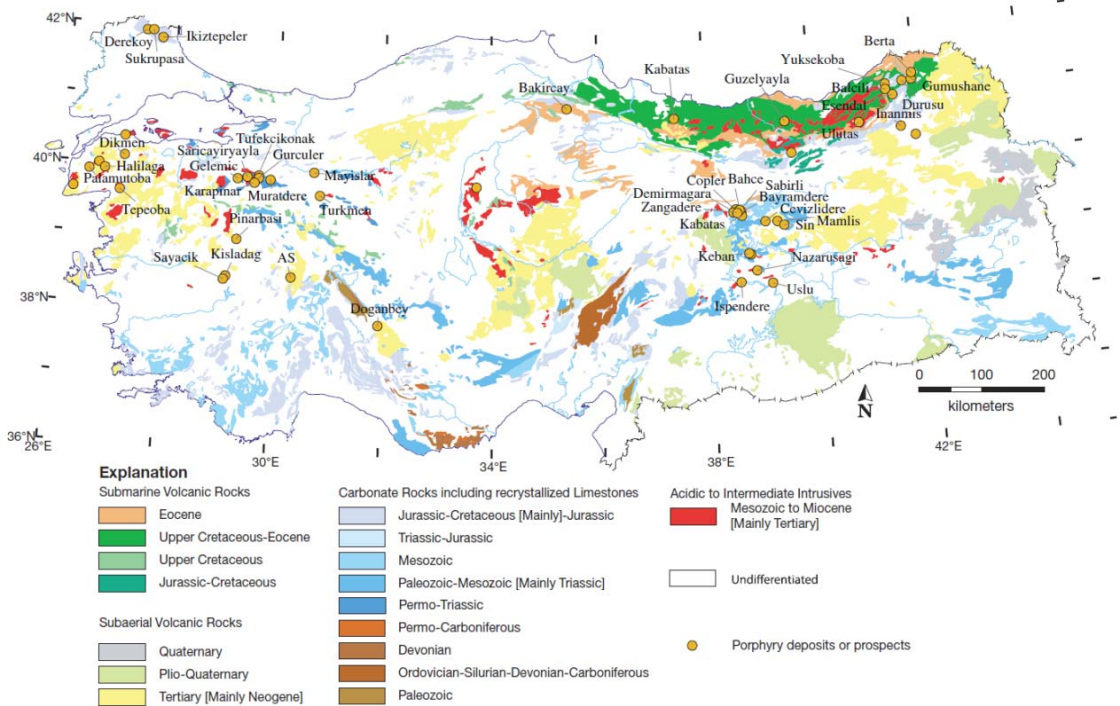 42°N
Derekoy
Ikiztepeler
Sukrupasa
Berta
Yuksekoba
Kabatas
Guzelyayla
Bakircay
Balcili
Gumushane
Esendal
Durusu
Inanmis
Ulutas
Dikmen
Tufekcikonak
Saricaviryayla
Gurculer
40°N
Halilaga
Gelemic
Mayislar
Palamutoba
Karapinar
Muratdere
Turkmen
Tepeoba
Pinarbasi
Copler
Bahce
Sabirli
Demirmagara
Bayramdere
Zangadere
Cevizlidere
Kabatas
Sin
Mamlis
Kisladag
Sayacik
AS
Keban
Nazarusagi
38°N
Doganbey
Ispendere
Uslu
0 100 200
kilometers
N
36°N
26°E
30°E
34°E
38°E
42°E
Explanation
Submarine Volcanic Rocks
Eocene
Upper Cretaceous-Eocene
Upper Cretaceous
Jurassic-Cretaceous
Subaerial Volcanic Rocks
Quaternary
Plio-Quaternary
Tertiary [Mainly Neogene]
Carbonate Rocks including recrystallized Limestones
Jurassic-Cretaceous [Mainly]-Jurassic
Triassic-Jurassic
Mesozoic
Paleozoic-Mesozoic [Mainly Triassic]
Permo-Triassic
Permo-Carboniferous
Devonian
Ordovician-Silurian-Devonian-Carboniferous
Paleozoic
Acidic to Intermediate Intrusives
Mesozoic to Miocene
[Mainly Tertiary]
Undifferentiated
Porphyry deposits or prospects